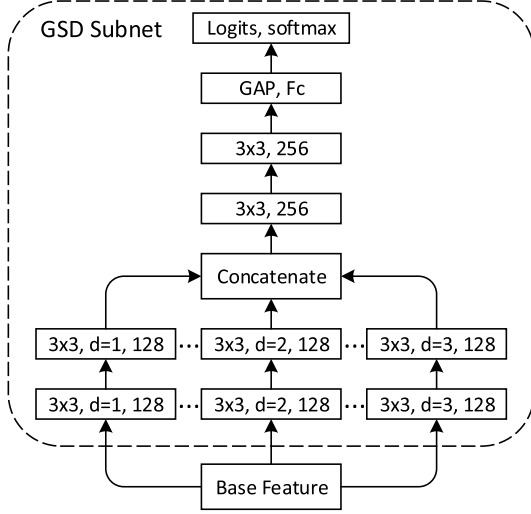 GSD Subnet
Logits, softmax
GAP, Fc
3x3, 256
3x3, 256
Concatenate
3x3, d=1, 128 ... 3x3, d=2, 128 ... 3x3, d=3, 128
3x3, d=1, 128 ... 3x3, d=2, 128 ... 3x3, d=3, 128
Base Feature